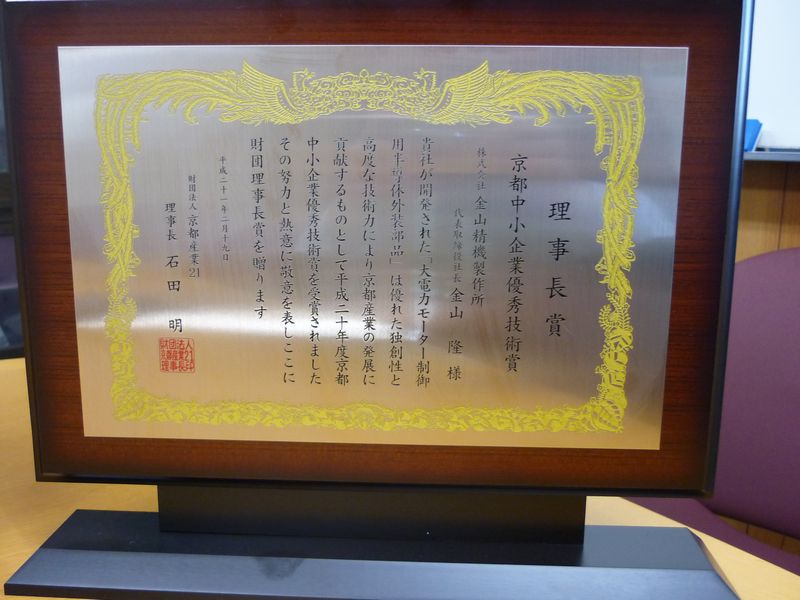 理事長賞
京都中小企業優秀技術賞
株式会社 金山精機製作所
代表取締役社長 金山 隆 様
貴社が開発された「大電力モーター制御
用半導体外装部品」は優れた独創性と
高度な技術力により京都産業の発展に
貢献するものとして平成二十年度京都
中小企業優秀技術賞を受賞されました
その努力と熱意に敬意を表しここに
財団理事長賞を贈ります
平成二十一年二月十九日
財団法人 京都産業21
理事長 石田 明